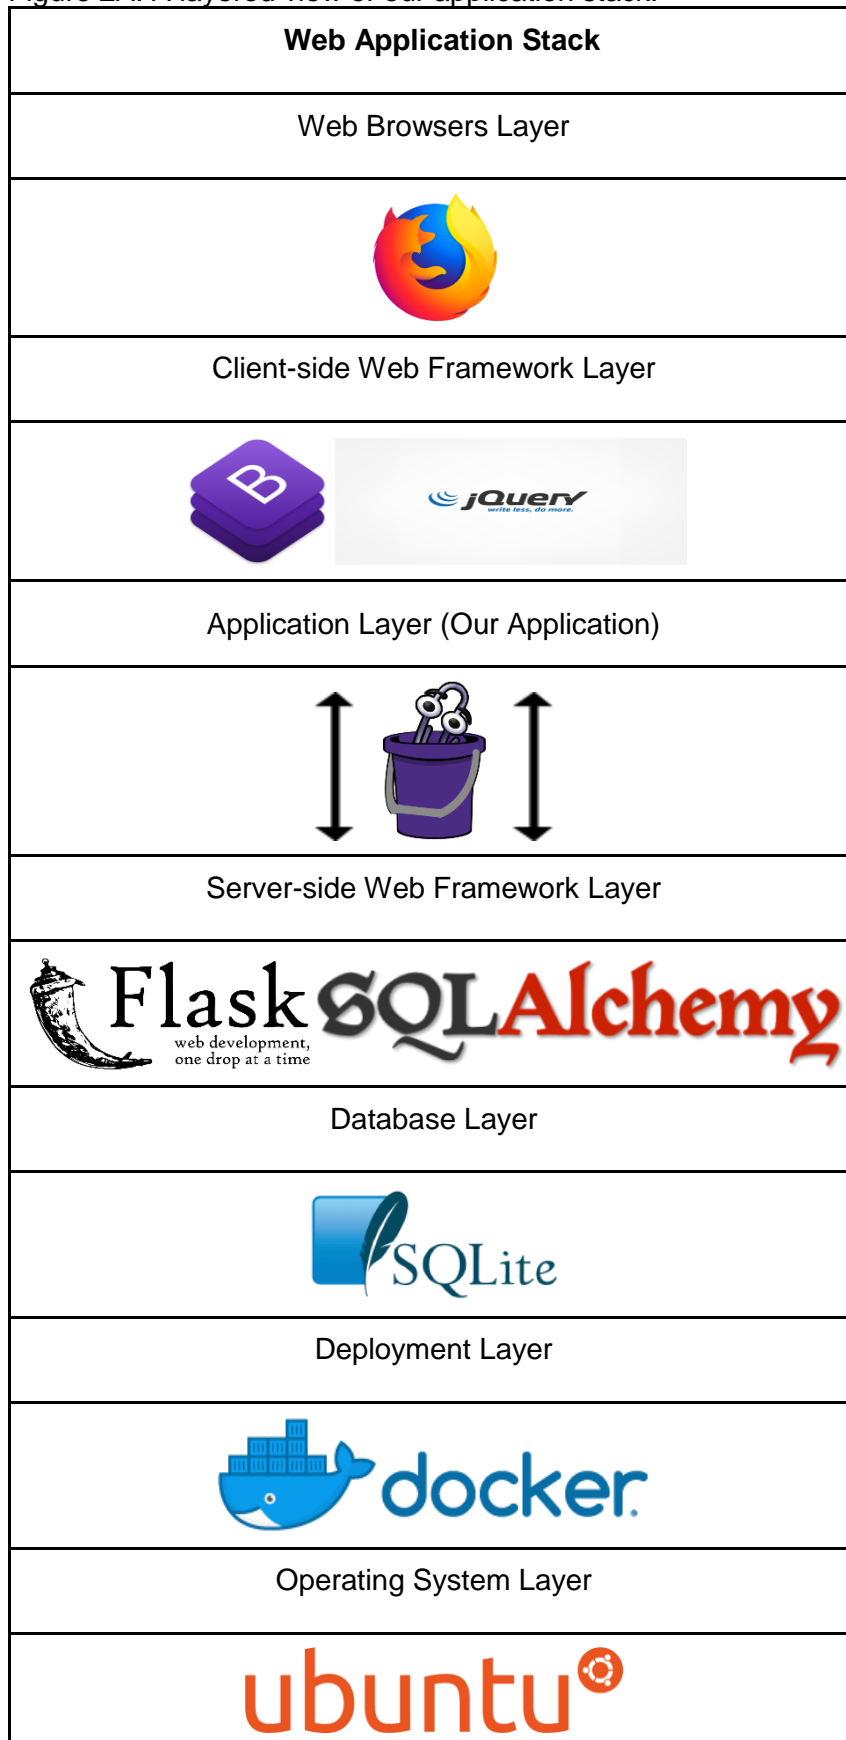 Web Application Stack
Web Browsers Layer
Client-side Web Framework Layer
B
jQuery
write less, do more.
Application Layer (Our Application)
Server-side Web Framework Layer
Flask
web development,
one drop at a time
SQLAlchemy
Database Layer
SQLite
Deployment Layer
docker
Operating System Layer
ubuntu